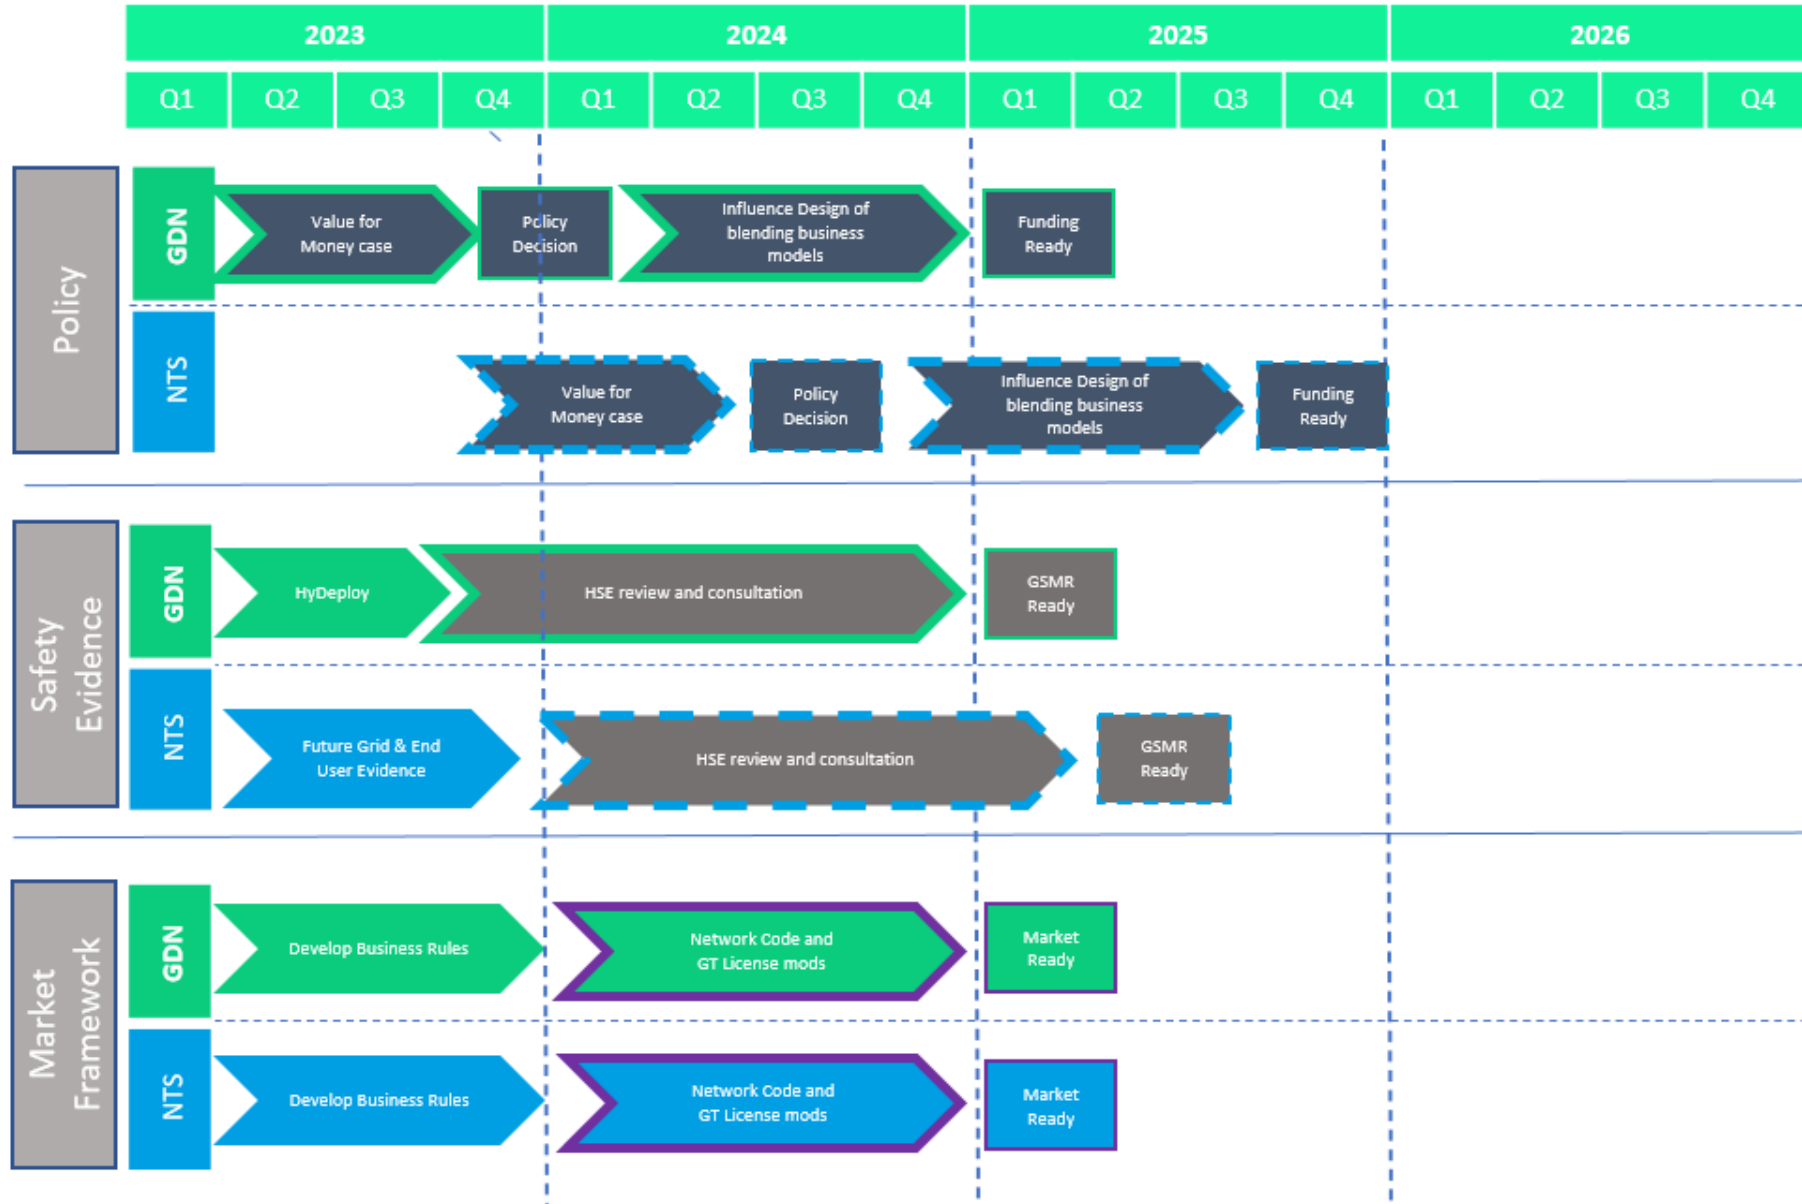 2023
2024
2025
2026
Q1
Q2
Q3
Q4
Q1
Q2
Q3
Q4
Q1
Q2
Q3
Q4
Q1
Q2
Q3
Q4
Policy
GDN
Value for
Money case
Policy
Decision
Influence Design of
blending business
models
Funding
Ready
NTS
Value for
Money case
Policy
Decision
Influence Design of
blending business
models
Funding
Ready
Safety
Evidence
GDN
HyDeploy
HSE review and consultation
GSMR
Ready
NTS
Future Grid & End
User Evidence
HSE review and consultation
GSMR
Ready
Market
Framework
GDN
Develop Business Rules
Network Code and
GT License mods
Market
Ready
NTS
Develop Business Rules
Network Code and
GT License mods
Market
Ready